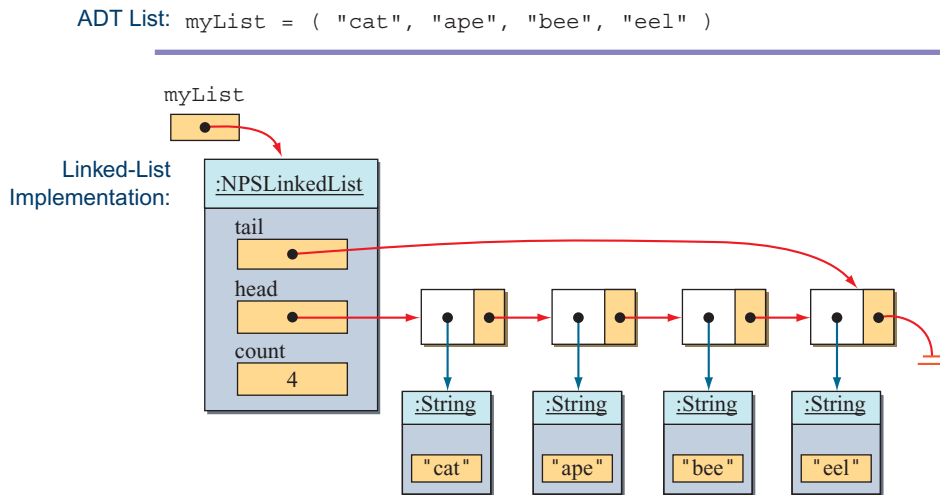 ADT List: myList = ( "cat", "ape", "bee", "eel" )
myList
Linked-List
Implementation:
:NPSLinkedList
tail
head
count
4
:String :String :String :String
"cat" "ape" "bee" "eel"